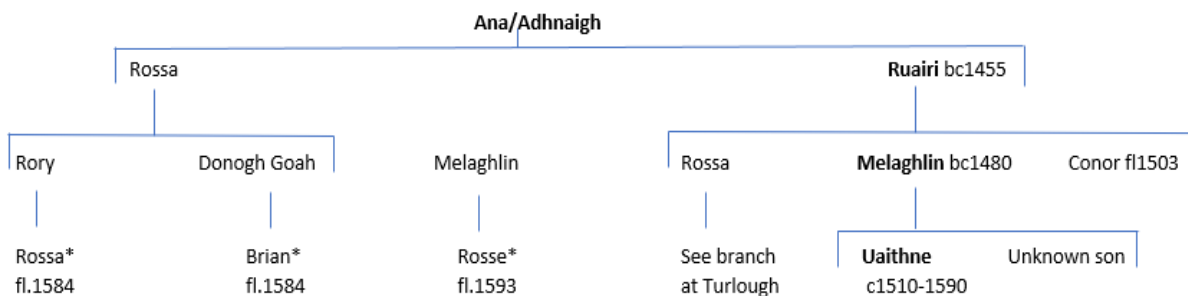 Ana/Adhnaigh
Rossa Ruairi bc1455
Rory Donogh Goah Melaghlin Rossa Melaghlin bc1480 Conor fl1503
Rossa* Brian* Rosse* See branch Uaithne Unknown son
fl.1584 fl.1584 fl.1593 at Turlough c1510-1590